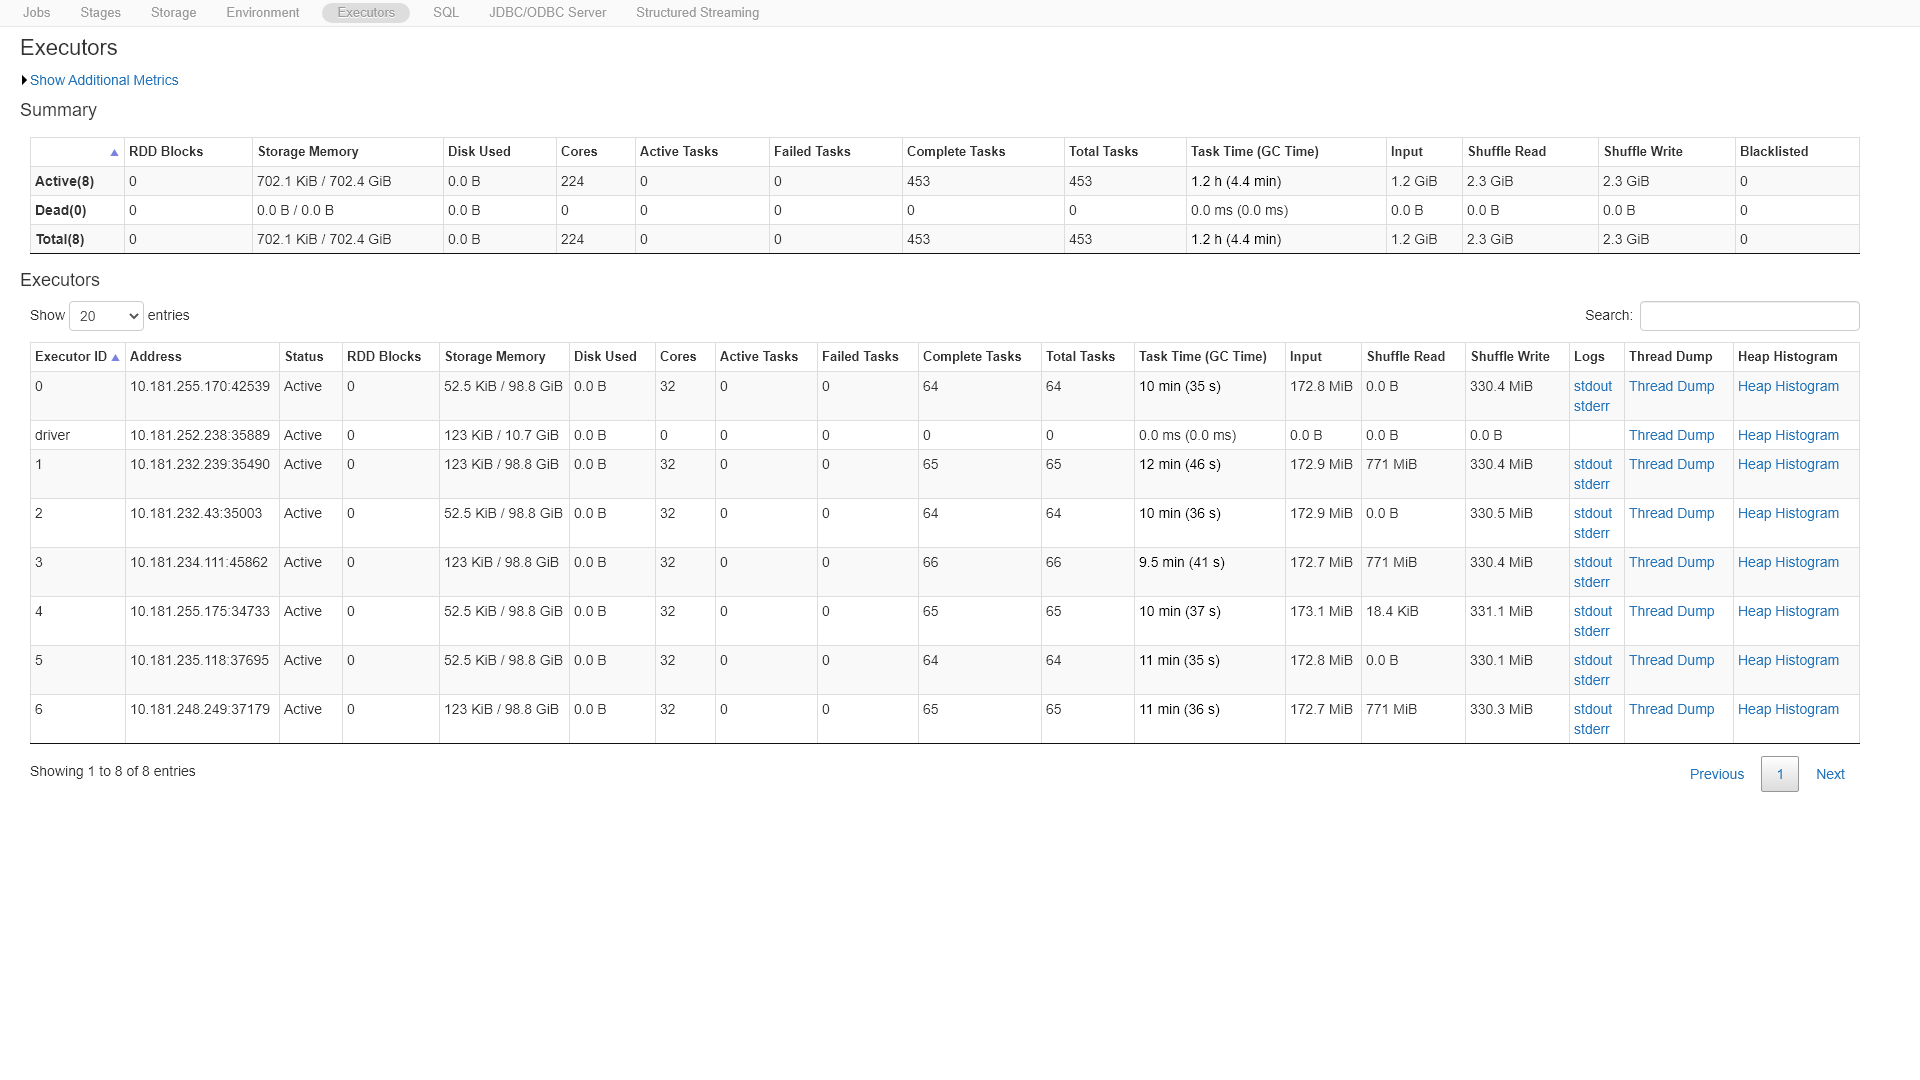 Jobs Stages Storage Environment Executors SQL JDBC/ODBC Server Structured Streaming
Executors
Show Additional Metrics
Summary
RDD Blocks Storage Memory Disk Used Cores Active Tasks Failed Tasks Complete Tasks Total Tasks Task Time (GC Time) Input Shuffle Read Shuffle Write Blacklisted
Active(8) 0 702.1 KiB / 702.4 GiB 0.0 B 224 0 0 453 453 1.2 h (4.4 min) 1.2 GiB 2.3 GiB 2.3 GiB 0
Dead(0) 0 0.0 B / 0.0 B 0.0 B 0 0 0 0 0 0.0 ms (0.0 ms) 0.0 B 0.0 B 0.0 B 0
Total(8) 0 702.1 KiB / 702.4 GiB 0.0 B 224 0 0 453 453 1.2 h (4.4 min) 1.2 GiB 2.3 GiB 2.3 GiB 0
Executors
Show 20 entries Search:
Executor ID Address Status RDD Blocks Storage Memory Disk Used Cores Active Tasks Failed Tasks Complete Tasks Total Tasks Task Time (GC Time) Input Shuffle Read Shuffle Write Logs Thread Dump Heap Histogram
0 10.181.255.170:42539 Active 0 52.5 KiB / 98.8 GiB 0.0 B 32 0 0 64 64 10 min (35 s) 172.8 MiB 0.0 B 330.4 MiB stdout Thread Dump Heap Histogram
stderr
driver 10.181.252.238:35889 Active 0 123 KiB / 10.7 GiB 0.0 B 0 0 0 0 0 0.0 ms (0.0 ms) 0.0 B 0.0 B 0.0 B Thread Dump Heap Histogram
1 10.181.232.239:35490 Active 0 123 KiB / 98.8 GiB 0.0 B 32 0 0 65 65 12 min (46 s) 172.9 MiB 771 MiB 330.4 MiB stdout Thread Dump Heap Histogram
stderr
2 10.181.232.43:35003 Active 0 52.5 KiB / 98.8 GiB 0.0 B 32 0 0 64 64 10 min (36 s) 172.9 MiB 0.0 B 330.5 MiB stdout Thread Dump Heap Histogram
stderr
3 10.181.234.111:45862 Active 0 123 KiB / 98.8 GiB 0.0 B 32 0 0 66 66 9.5 min (41 s) 172.7 MiB 771 MiB 330.4 MiB stdout Thread Dump Heap Histogram
stderr
4 10.181.255.175:34733 Active 0 52.5 KiB / 98.8 GiB 0.0 B 32 0 0 65 65 10 min (37 s) 173.1 MiB 18.4 KiB 331.1 MiB stdout Thread Dump Heap Histogram
stderr
5 10.181.235.118:37695 Active 0 52.5 KiB / 98.8 GiB 0.0 B 32 0 0 64 64 11 min (35 s) 172.8 MiB 0.0 B 330.1 MiB stdout Thread Dump Heap Histogram
stderr
6 10.181.248.249:37179 Active 0 123 KiB / 98.8 GiB 0.0 B 32 0 0 65 65 11 min (36 s) 172.7 MiB 771 MiB 330.3 MiB stdout Thread Dump Heap Histogram
stderr
Showing 1 to 8 of 8 entries Previous 1 Next